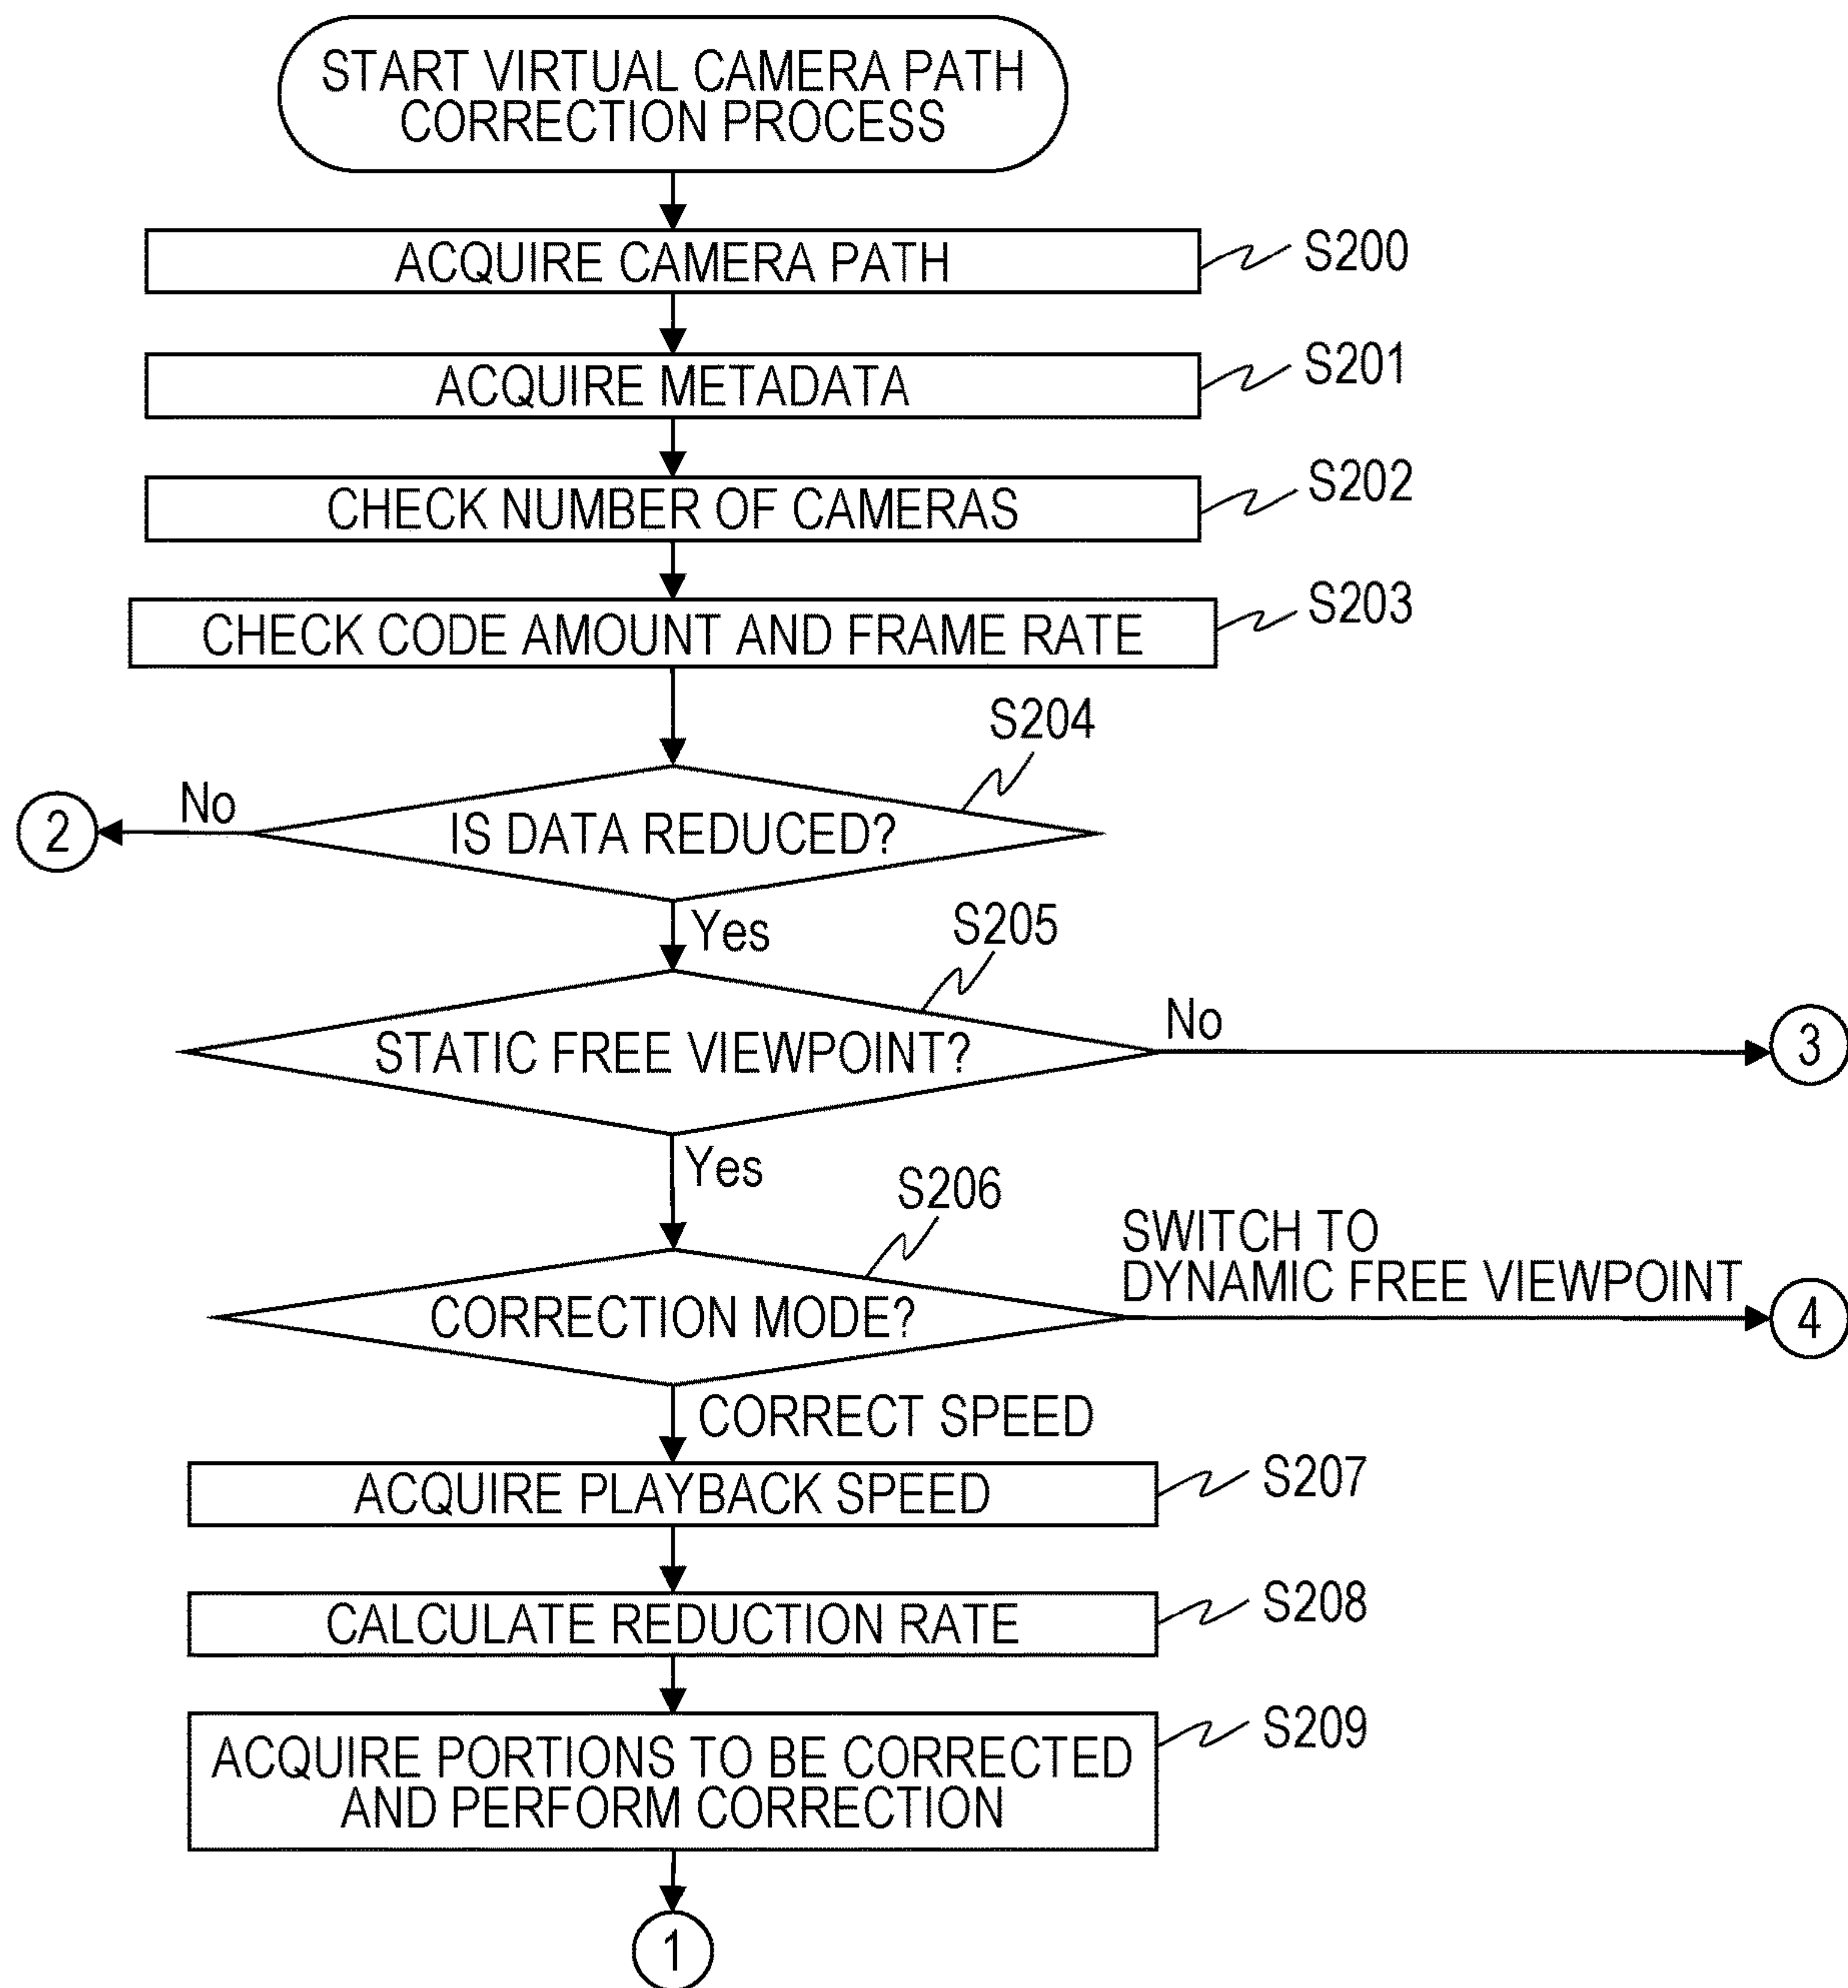 START VIRTUAL CAMERA PATH
CORRECTION PROCESS
ACQUIRE CAMERA PATH
S200
ACQUIRE METADATA
S201
CHECK NUMBER OF CAMERAS
S202
CHECK CODE AMOUNT AND FRAME RATE
S203
S204
2
No
IS DATA REDUCED?
Yes
S205
STATIC FREE VIEWPOINT?
No
3
Yes
S206
CORRECTION MODE?
SWITCH TO
DYNAMIC FREE VIEWPOINT
4
CORRECT SPEED
ACQUIRE PLAYBACK SPEED
S207
CALCULATE REDUCTION RATE
S208
ACQUIRE PORTIONS TO BE CORRECTED
AND PERFORM CORRECTION
S209
1